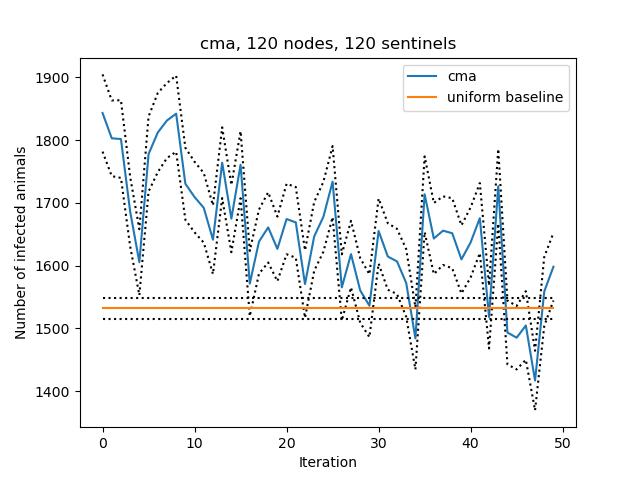 cma, 120 nodes, 120 sentinels
cma
uniform baseline
Number of infected animals
1900
1800
1700
1600
1500
1400
0 10 20 30 40 50
Iteration